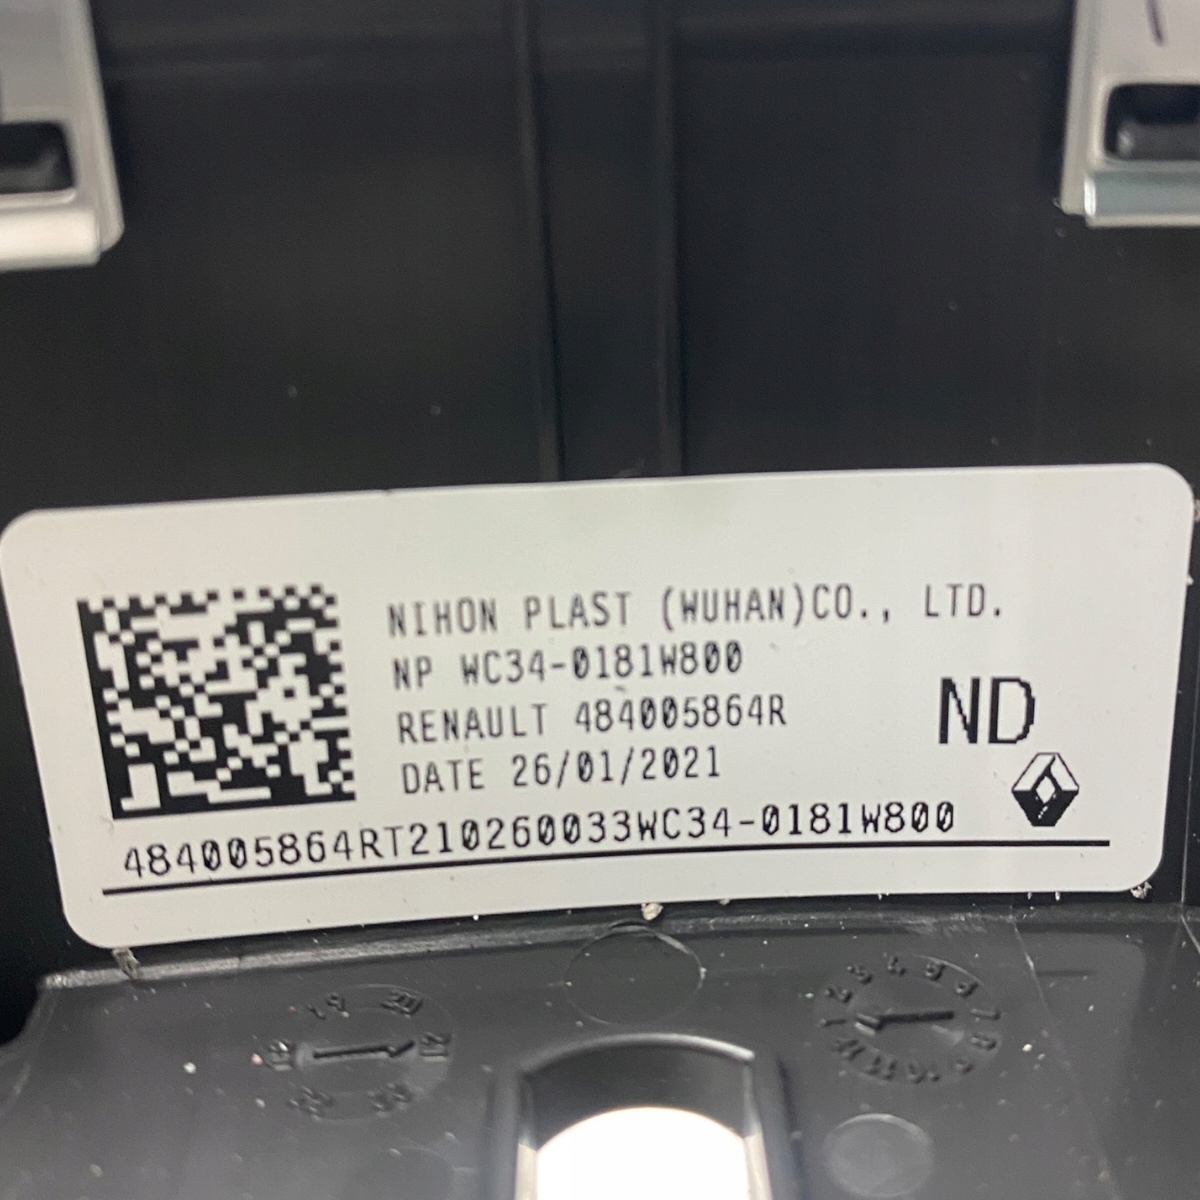 NIHON PLAST (WUHAN)CO., LTD.
NP WC34-0181W800
RENAULT 484005864R
ND
DATE 26/01/2021
484005864RT210260033WC34-0181W800